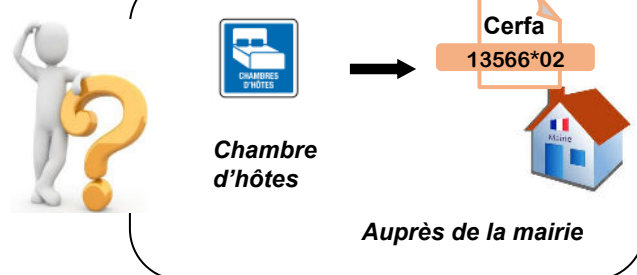 Cerfa
13566*02
CHAMBRES
D'HÔTES
Mairie
Chambre
d'hôtes
Auprès de la mairie